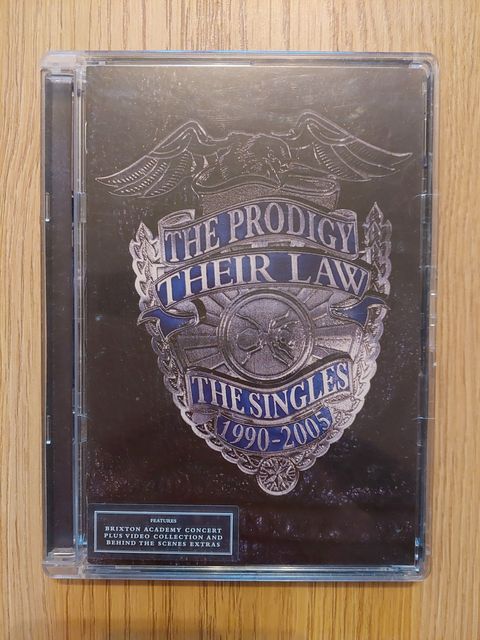 THE PRODIGY
THEIR LAW
THE SINGLES
1990-2005
FEATURES
BRIXTON ACADEMY CONCERT
PLUS VIDEO COLLECTION AND
BEHIND THE SCENES EXTRAS